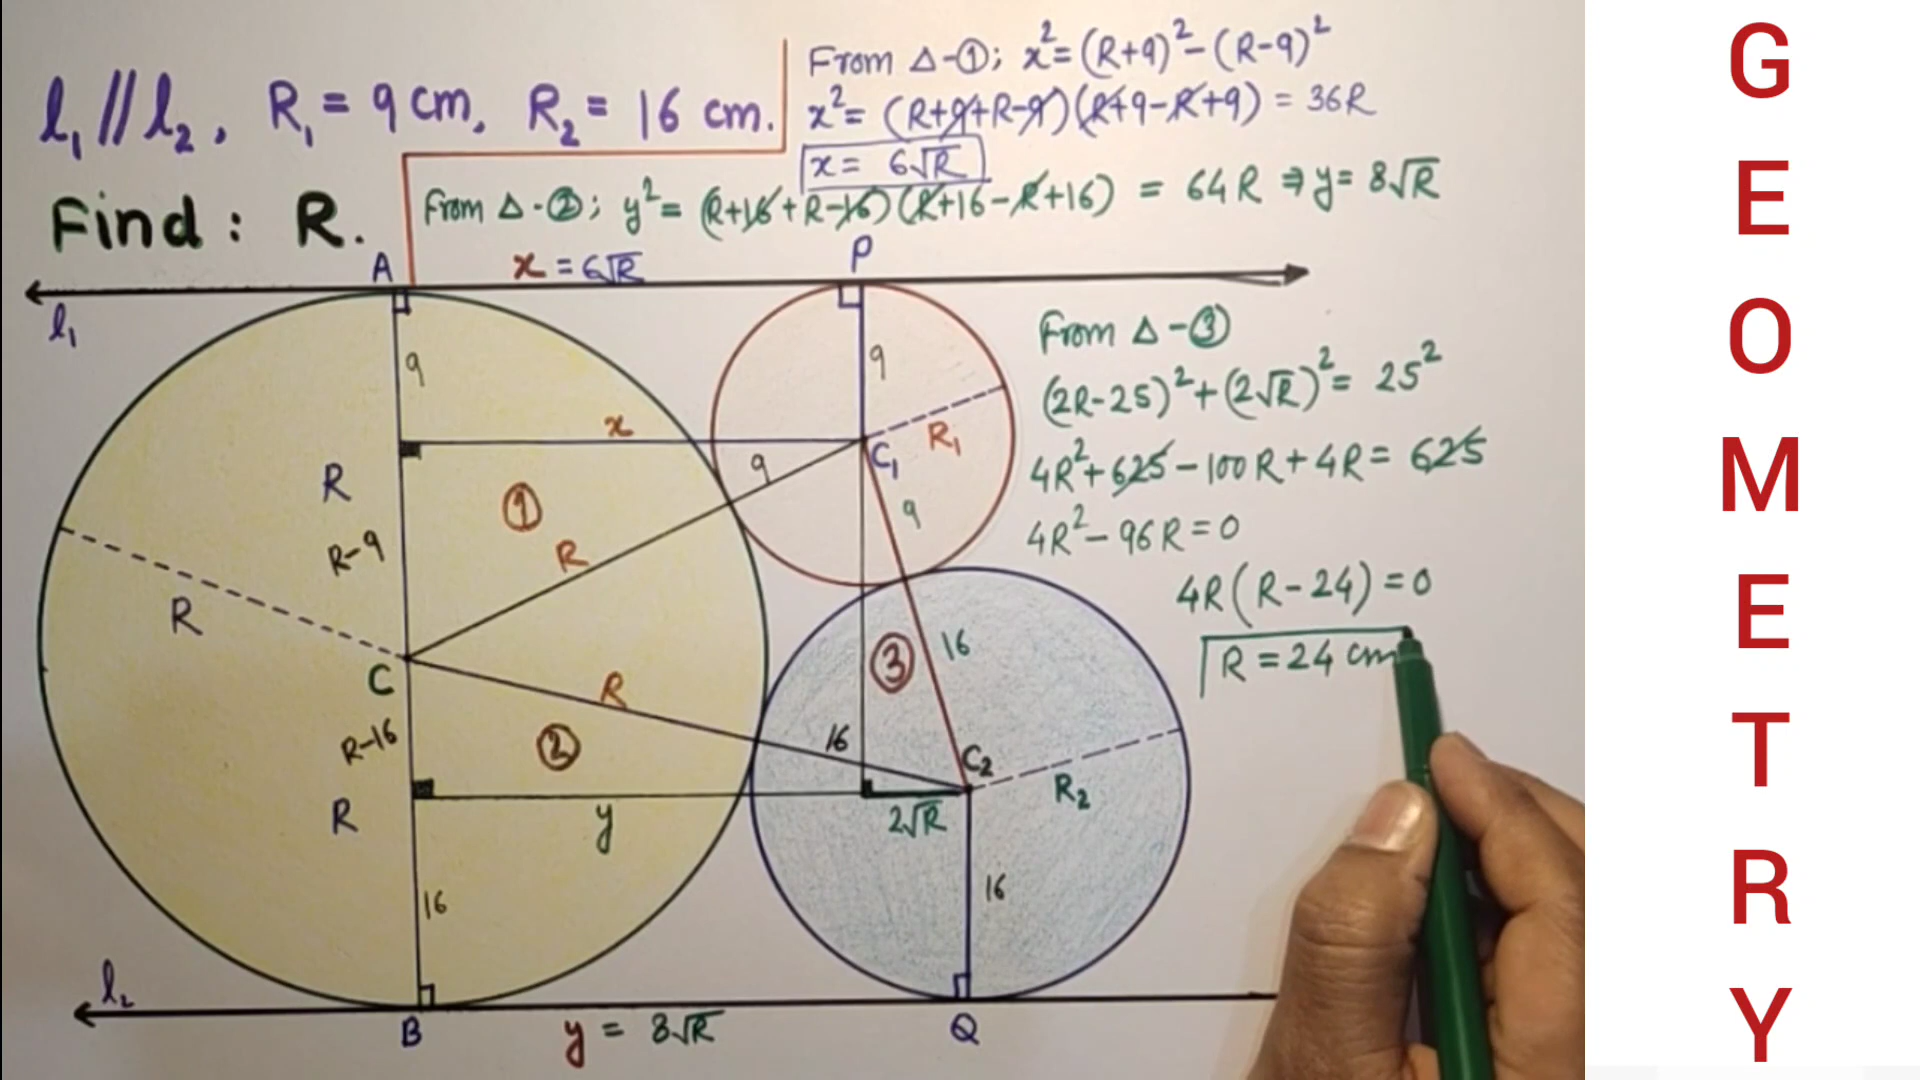 l₁ // l₂, R₁ = 9 cm, R₂ = 16 cm.
Find : R.
From Δ-①; x² = (R+9)² - (R-9)²
x² = (R+9+R-9)(R+9-R+9) = 36R
x = 6√R
From Δ-②; y² = (R+16+R-16)(R+16-R+16) = 64R ⇒ y = 8√R
A
x = 6√R
P
l₁
9
9
From Δ-③
(2R-25)² + (2√R)² = 25²
x
R₁
C₁
9
4R² + 625 - 100R + 4R = 625
R
①
9
4R² - 96R = 0
R-9
R
4R(R-24) = 0
R
16
③
R = 24 cm
C
R
R-16
②
16
C₂
R
y
2√R
R₂
16
16
l₂
B
y = 8√R
Q
G
E
O
M
E
T
R
Y